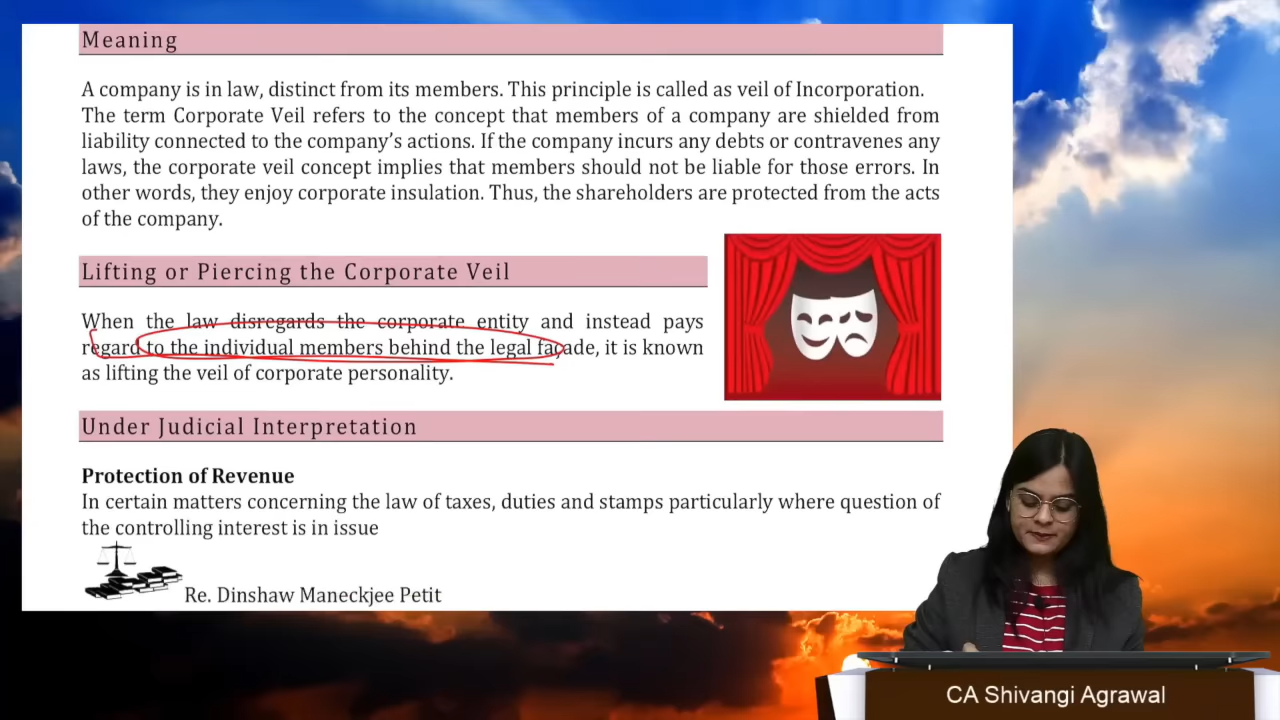 Meaning
A company is in law, distinct from its members. This principle is called as veil of Incorporation.
The term Corporate Veil refers to the concept that members of a company are shielded from
liability connected to the company's actions. If the company incurs any debts or contravenes any
laws, the corporate veil concept implies that members should not be liable for those errors. In
other words, they enjoy corporate insulation. Thus, the shareholders are protected from the acts
of the company.
Lifting or Piercing the Corporate Veil
When the law disregards the corporate entity and instead pays
regard to the individual members behind the legal façade, it is known
as lifting the veil of corporate personality.
Under Judicial Interpretation
Protection of Revenue
In certain matters concerning the law of taxes, duties and stamps particularly where question of
the controlling interest is in issue
Re. Dinshaw Maneckjee Petit
CA Shivangi Agrawal